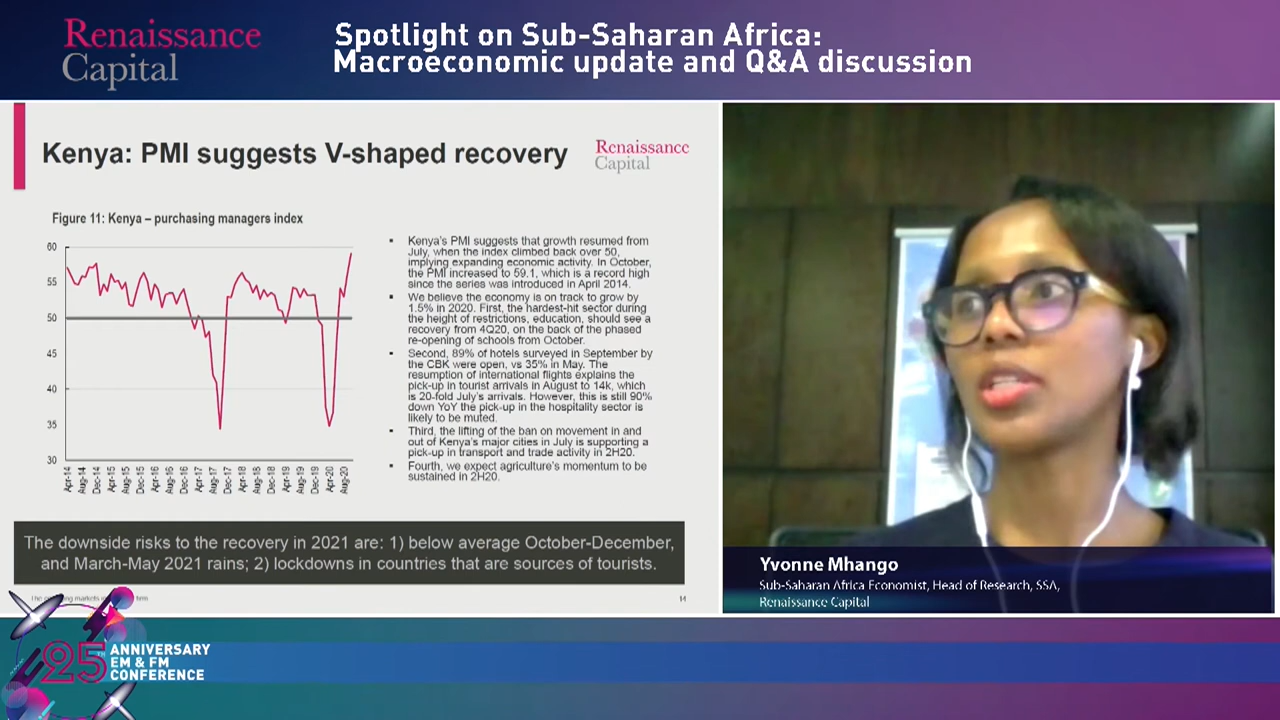 Renaissance
Capital
Spotlight on Sub-Saharan Africa:
Macroeconomic update and Q&A discussion
Kenya: PMI suggests V-shaped recovery
Renaissance
Capital
Figure 11: Kenya – purchasing managers index
60
55
50
45
40
35
30
Apr-14
Aug-14
Dec-14
Apr-15
Aug-15
Dec-15
Apr-16
Aug-16
Dec-16
Apr-17
Aug-17
Dec-17
Apr-18
Aug-18
Dec-18
Apr-19
Aug-19
Dec-19
Apr-20
Aug-20
▪ Kenya's PMI suggests that growth resumed from
July, when the index climbed back over 50,
implying expanding economic activity. In October,
the PMI increased to 59.1, which is a record high
since the series was introduced in April 2014.
▪ We believe the economy is on track to grow by
1.5% in 2020. First, the hardest-hit sector during
the height of restrictions, education, should see a
recovery from 4Q20, on the back of the phased
re-opening of schools from October.
▪ Second, 89% of hotels surveyed in September by
the CBK were open, vs 35% in May. The
resumption of international flights explains the
pick-up in tourist arrivals in August to 14k, which
is 20-fold July's arrivals. However, this is still 90%
down YoY the pick-up in the hospitality sector is
likely to be muted.
▪ Third, the lifting of the ban on movement in and
out of Kenya's major cities in July is supporting a
pick-up in transport and trade activity in 2H20.
▪ Fourth, we expect agriculture's momentum to be
sustained in 2H20.
The downside risks to the recovery in 2021 are: 1) below average October-December,
and March-May 2021 rains; 2) lockdowns in countries that are sources of tourists.
14
Yvonne Mhango
Sub-Saharan Africa Economist, Head of Research, SSA,
Renaissance Capital
25TH
ANNIVERSARY
EM & FM
CONFERENCE